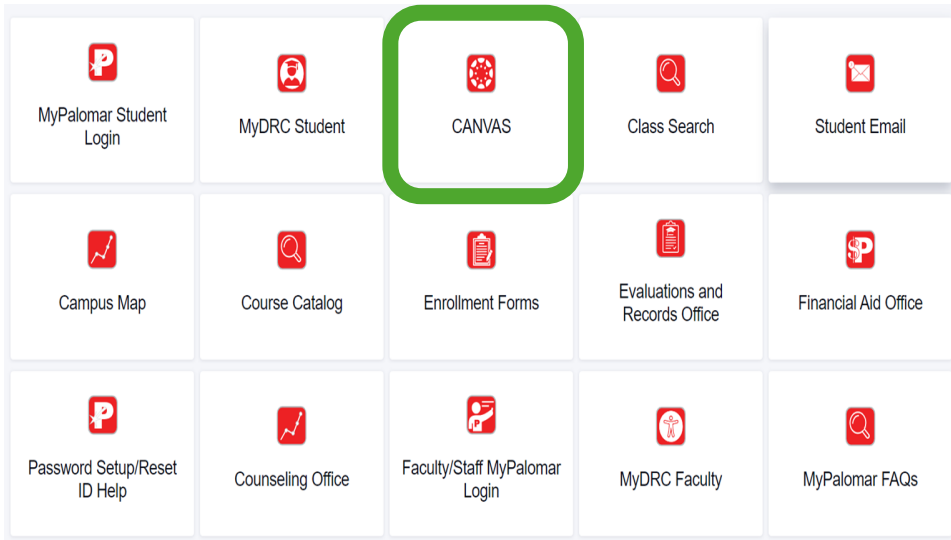 MyPalomar Student
Login
MyDRC Student
CANVAS
Class Search
Student Email
Campus Map
Course Catalog
Enrollment Forms
Evaluations and
Records Office
Financial Aid Office
Password Setup/Reset
ID Help
Counseling Office
Faculty/Staff MyPalomar
Login
MyDRC Faculty
MyPalomar FAQs